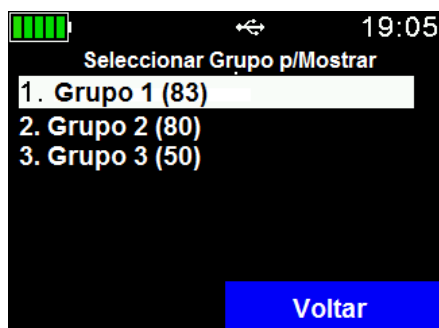 19:05
Seleccionar Grupo p/Mostrar
1. Grupo 1 (83)
2. Grupo 2 (80)
3. Grupo 3 (50)
Voltar